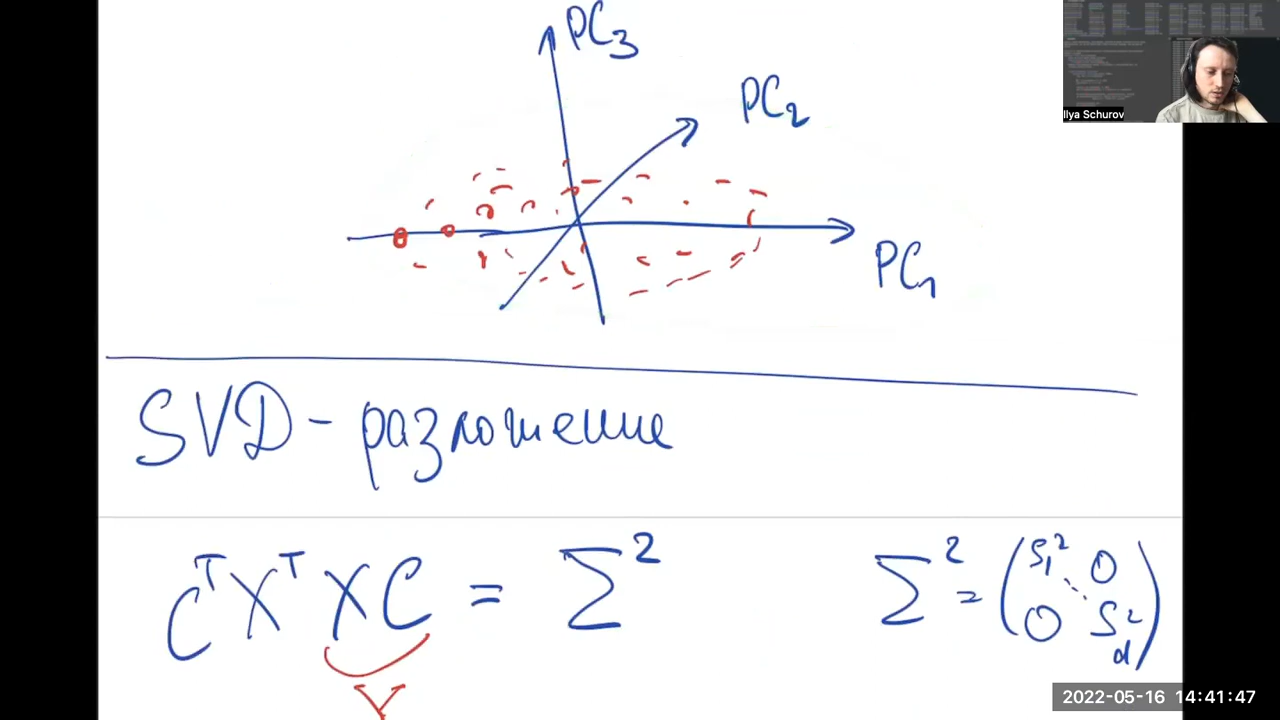 PC₃
PC₂
Ilya Schurov
PC₁
SVD - разложение
CᵀXᵀXC = Σ²
Σ² = (S₁² 0 ⋱ 0 S_d²)
Y
2022-05-16 14:41:47